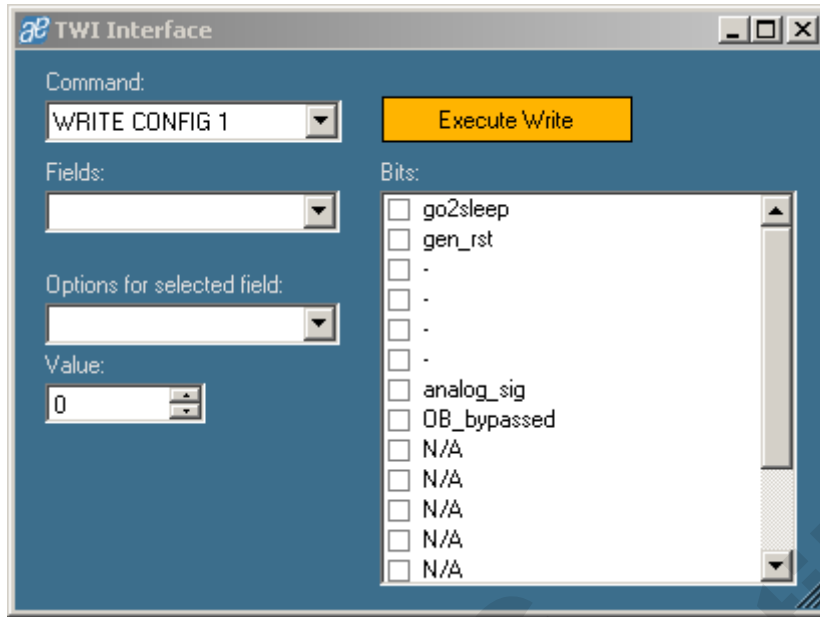 TWI Interface
Command:
WRITE CONFIG 1
Execute Write
Fields:
Bits:
go2sleep
gen_rst
-
-
-
-
analog_sig
OB_bypassed
N/A
N/A
N/A
N/A
N/A
Options for selected field:
Value:
0